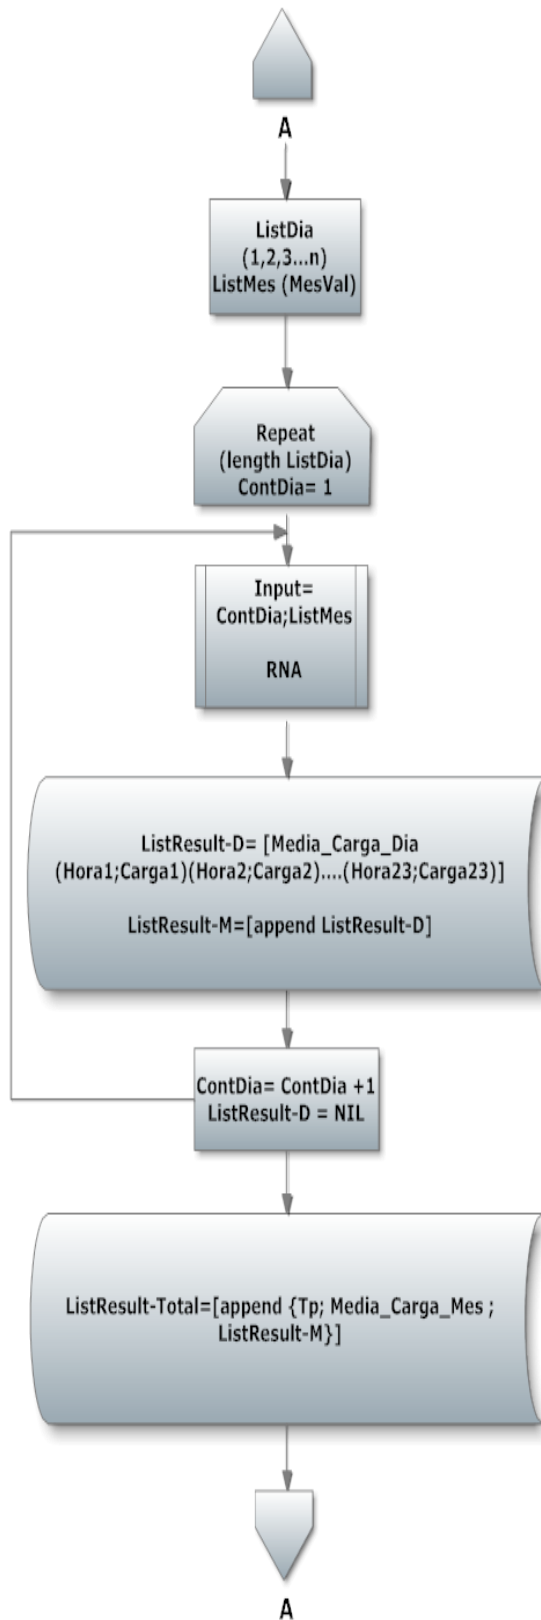 A
ListDia
(1,2,3...n)
ListMes (MesVal)
Repeat
(length ListDia)
ContDia= 1
Input=
ContDia;ListMes
RNA
ListResult-D= [Media_Carga_Dia
(Hora1;Carga1)(Hora2;Carga2)....(Hora23;Carga23)]
ListResult-M=[append ListResult-D]
ContDia= ContDia +1
ListResult-D = NIL
ListResult-Total=[append {Tp; Media_Carga_Mes ;
ListResult-M}]
A